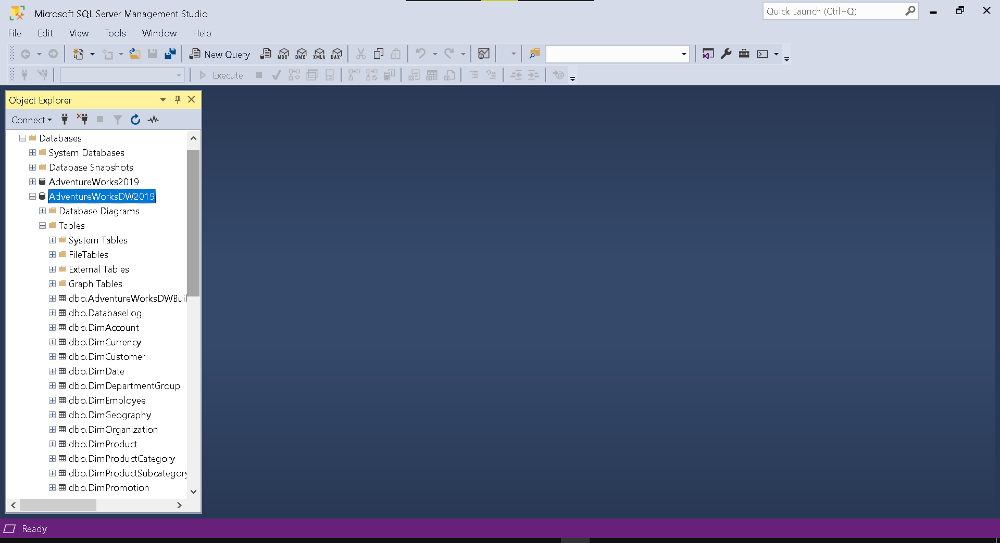 Microsoft SQL Server Management Studio
Quick Launch (Ctrl+Q)
File Edit View Tools Window Help
New Query MDX DMX XMLA DAX
Execute
Object Explorer
Connect
Databases
System Databases
Database Snapshots
AdventureWorks2019
AdventureWorksDW2019
Database Diagrams
Tables
System Tables
FileTables
External Tables
Graph Tables
dbo.AdventureWorksDWBuil
dbo.DatabaseLog
dbo.DimAccount
dbo.DimCurrency
dbo.DimCustomer
dbo.DimDate
dbo.DimDepartmentGroup
dbo.DimEmployee
dbo.DimGeography
dbo.DimOrganization
dbo.DimProduct
dbo.DimProductCategory
dbo.DimProductSubcategory
dbo.DimPromotion
Ready